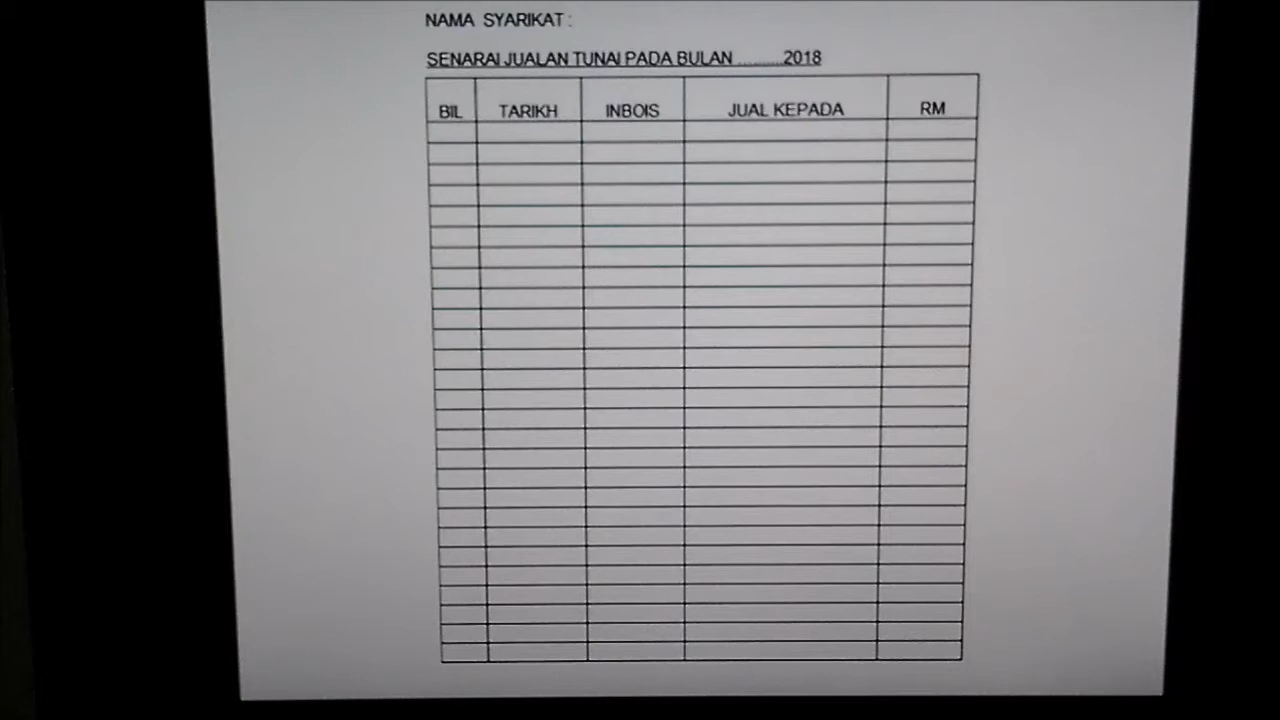 NAMA SYARIKAT :
SENARAI JUALAN TUNAI PADA BULAN ..........2018
BIL TARIKH INBOIS JUAL KEPADA RM